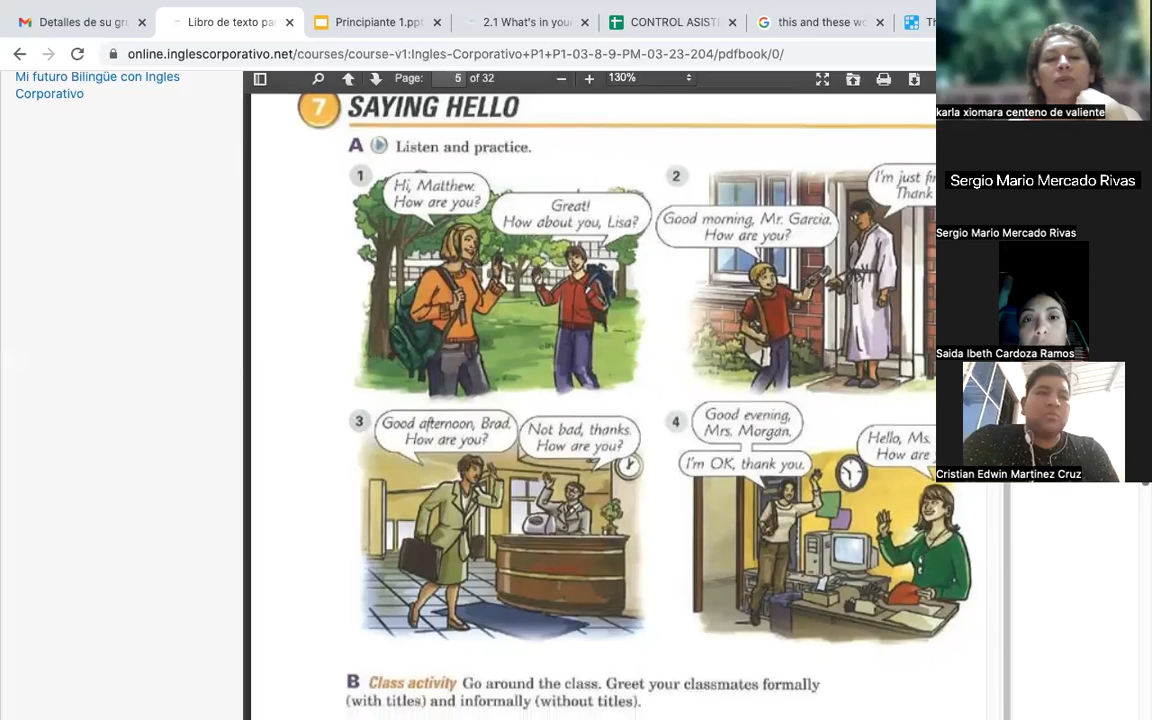 Detalles de su gr
Libro de texto pa
Principiante 1.ppt
2.1 What's in you
CONTROL ASIST
this and these wo
Th
online.inglescorporativo.net/courses/course-v1:Ingles-Corporativo+P1+P1-03-8-9-PM-03-23-204/pdfbook/0/
Mi futuro Bilingüe con Ingles
Corporativo
Page: 5 of 32
130%
7 SAYING HELLO
A Listen and practice.
1
Hi, Matthew.
How are you?
Great!
How about you, Lisa?
2
Good morning, Mr. Garcia.
How are you?
I'm just
Thank
3
Good afternoon, Brad.
How are you?
Not bad, thanks.
How are you?
4
Good evening,
Mrs. Morgan.
I'm OK, thank you.
Hello, Ms.
How are
B Class activity Go around the class. Greet your classmates formally
(with titles) and informally (without titles).
karla xiomara centeno de valiente
Sergio Mario Mercado Rivas
Sergio Mario Mercado Rivas
Saida Ibeth Cardoza Ramos
Cristian Edwin Martinez Cruz